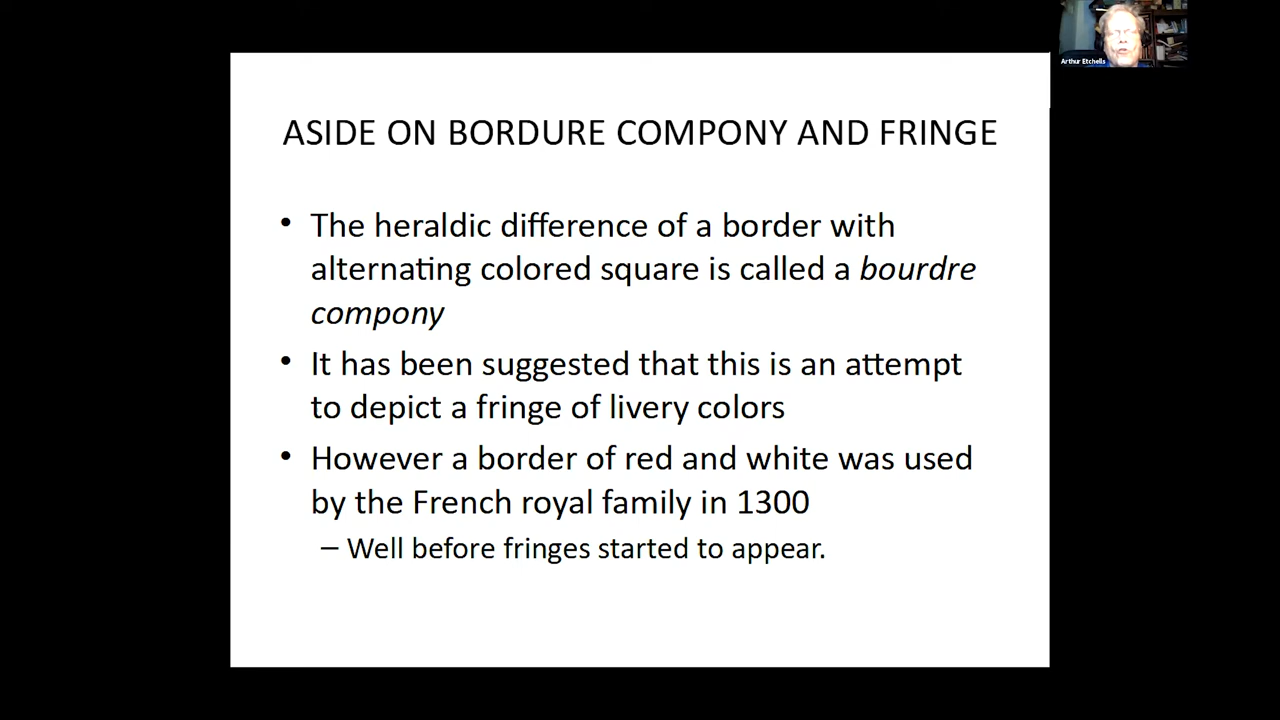 Arthur Etchells
ASIDE ON BORDURE COMPONY AND FRINGE
• The heraldic difference of a border with
alternating colored square is called a bourdre
compony
• It has been suggested that this is an attempt
to depict a fringe of livery colors
• However a border of red and white was used
by the French royal family in 1300
– Well before fringes started to appear.